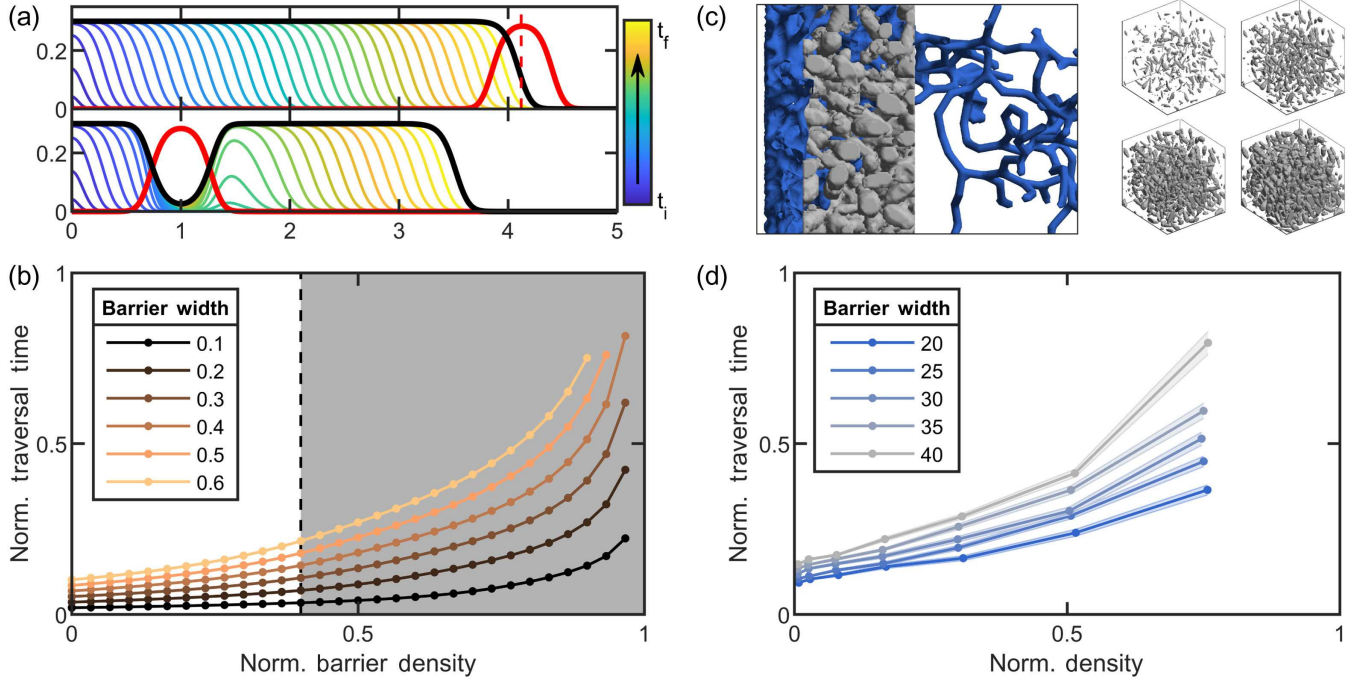 (a)
0.2
0
0.2
0
0 1 2 3 4 5
t_f
t_i
(b)
Norm. traversal time
1
0.5
0
Barrier width
0.1
0.2
0.3
0.4
0.5
0.6
0 0.5 1
Norm. barrier density
(c)
(d)
Norm. traversal time
1
0.5
0
Barrier width
20
25
30
35
40
0 0.5 1
Norm. density